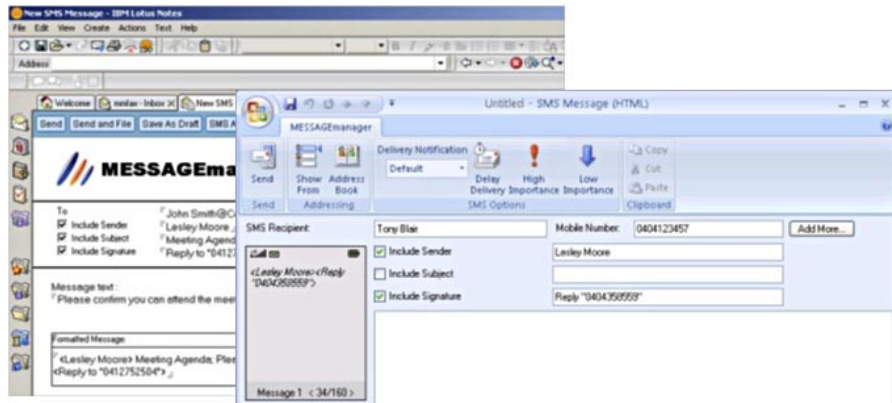 New SMS Message - IBM Lotus Notes
File Edit View Create Actions Text Help
Address
Welcome
New SMS
Send Send and File Save As Draft SMS A
MESSAGEma
To
John Smith@C
Include Sender
Lesley Moore
Include Subject
Meeting Agend
Include Signature
Reply to "0412
Message text:
Please confirm you can attend the mee
Formatted Message
<Lesley Moore> Meeting Agenda; Plea
<Reply to "0412752504">
Untitled - SMS Message (HTML)
MESSAGEmanager
Send
Show From
Address Book
Delivery Notification
Default
Delay Delivery
High Importance
Low Importance
Copy
Cut
Paste
Send Addressing SMS Options Clipboard
SMS Recipient: Tony Blair Mobile Number: 0404123457 Add More...
Include Sender Lesley Moore
Include Subject
Include Signature Reply "0404358559"
<Lesley Moore><Reply
"0404358559">
Message 1 < 34/160 >